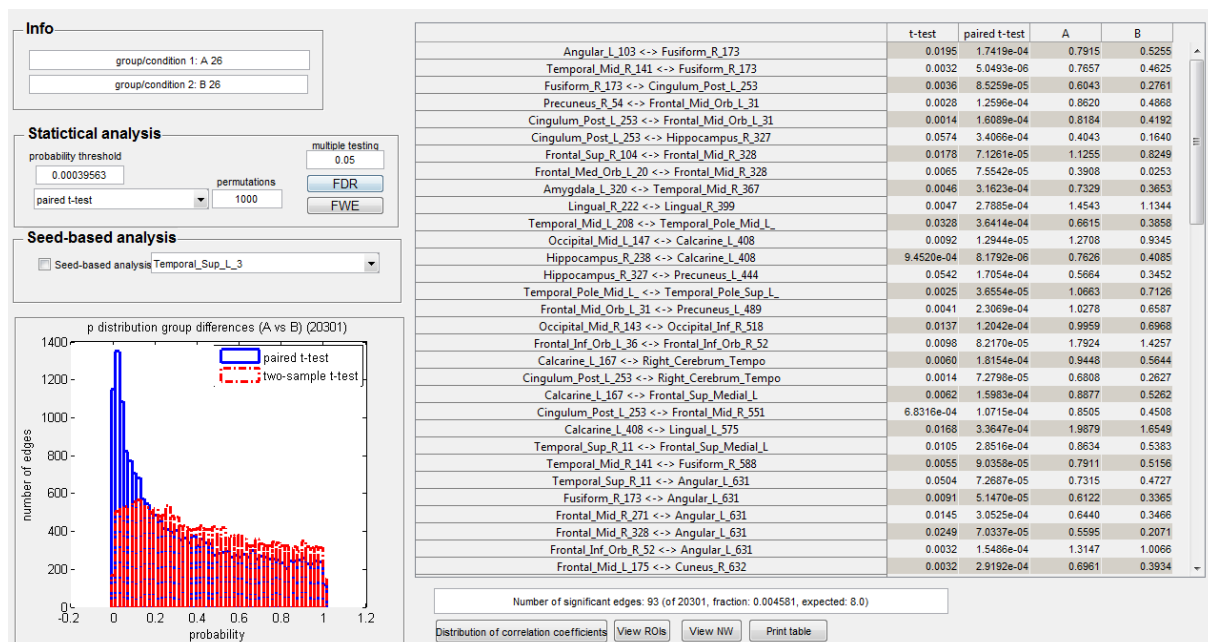 Info
group/condition 1: A 26
group/condition 2: B 26
Statictical analysis
probability threshold
0.00039563
paired t-test
permutations
1000
multiple testing
0.05
FDR
FWE
Seed-based analysis
Seed-based analysis Temporal_Sup_L_3
p distribution group differences (A vs B) (20301)
paired t-test
two-sample t-test
number of edges
1400
1200
1000
800
600
400
200
0
-0.2 0 0.2 0.4 0.6 0.8 1 1.2
probability
t-test paired t-test A B
Angular_L_103 <-> Fusiform_R_173 0.0195 1.7419e-04 0.7915 0.5255
Temporal_Mid_R_141 <-> Fusiform_R_173 0.0032 5.0493e-06 0.7657 0.4625
Fusiform_R_173 <-> Cingulum_Post_L_253 0.0036 8.5259e-05 0.6043 0.2761
Precuneus_R_54 <-> Frontal_Mid_Orb_L_31 0.0028 1.2596e-04 0.8620 0.4868
Cingulum_Post_L_253 <-> Frontal_Mid_Orb_L_31 0.0014 1.6089e-04 0.8184 0.4192
Cingulum_Post_L_253 <-> Hippocampus_R_327 0.0574 3.4066e-04 0.4043 0.1640
Frontal_Sup_R_104 <-> Frontal_Mid_R_328 0.0178 7.1261e-05 1.1255 0.8249
Frontal_Med_Orb_L_20 <-> Frontal_Mid_R_328 0.0065 7.5542e-05 0.3908 0.0253
Amygdala_L_320 <-> Temporal_Mid_R_367 0.0046 3.1623e-04 0.7329 0.3653
Lingual_R_222 <-> Lingual_R_399 0.0047 2.7885e-04 1.4543 1.1344
Temporal_Mid_L_208 <-> Temporal_Pole_Mid_L_ 0.0328 3.6414e-04 0.6615 0.3858
Occipital_Mid_L_147 <-> Calcarine_L_408 0.0092 1.2944e-05 1.2708 0.9345
Hippocampus_R_238 <-> Calcarine_L_408 9.4520e-04 8.1792e-06 0.7626 0.4085
Hippocampus_R_327 <-> Precuneus_L_444 0.0542 1.7054e-04 0.5664 0.3452
Temporal_Pole_Mid_L_ <-> Temporal_Pole_Sup_L_ 0.0025 3.6554e-05 1.0663 0.7126
Frontal_Mid_Orb_L_31 <-> Precuneus_L_489 0.0041 2.3069e-04 1.0278 0.6587
Occipital_Mid_R_143 <-> Occipital_Inf_R_518 0.0137 1.2042e-04 0.9959 0.6968
Frontal_Inf_Orb_L_36 <-> Frontal_Inf_Orb_R_52 0.0098 8.2170e-05 1.7924 1.4257
Calcarine_L_167 <-> Right_Cerebrum_Tempo 0.0060 1.8154e-04 0.9448 0.5644
Cingulum_Post_L_253 <-> Right_Cerebrum_Tempo 0.0014 7.2798e-05 0.6808 0.2627
Calcarine_L_167 <-> Frontal_Sup_Medial_L 0.0062 1.5983e-04 0.8877 0.5262
Cingulum_Post_L_253 <-> Frontal_Mid_R_551 6.8316e-04 1.0715e-04 0.8505 0.4508
Calcarine_L_408 <-> Lingual_L_575 0.0168 3.3647e-04 1.9879 1.6549
Temporal_Sup_R_11 <-> Frontal_Sup_Medial_L 0.0105 2.8516e-04 0.8634 0.5383
Temporal_Mid_R_141 <-> Fusiform_R_588 0.0055 9.0358e-05 0.7911 0.5156
Temporal_Sup_R_11 <-> Angular_L_631 0.0504 7.2687e-05 0.7315 0.4727
Fusiform_R_173 <-> Angular_L_631 0.0091 5.1470e-05 0.6122 0.3365
Frontal_Mid_R_271 <-> Angular_L_631 0.0145 3.0525e-04 0.6440 0.3466
Frontal_Mid_R_328 <-> Angular_L_631 0.0249 7.0337e-05 0.5595 0.2071
Frontal_Inf_Orb_R_52 <-> Angular_L_631 0.0032 1.5486e-04 1.3147 1.0066
Frontal_Mid_L_175 <-> Cuneus_R_632 0.0032 2.9192e-04 0.6961 0.3934
Number of significant edges: 93 (of 20301, fraction: 0.004581, expected: 8.0)
Distribution of correlation coefficients View ROIs View NW Print table